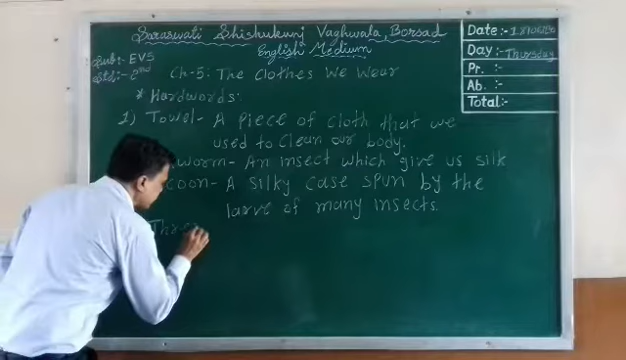 Saraswati Shishukunj Vaghwala, Borsad
English Medium
Sub:- EVS
Std:- 2nd
Date:-
Day:- Thursday
Pr.:-
Ab.:-
Total:-
Ch-5: The Clothes We Wear
* Hardwords:
1) Towel- A Piece of cloth that we
used to clean our body.
worm- An insect which give us silk
coon- A silky case spun by the
larve of many insects.
Thre